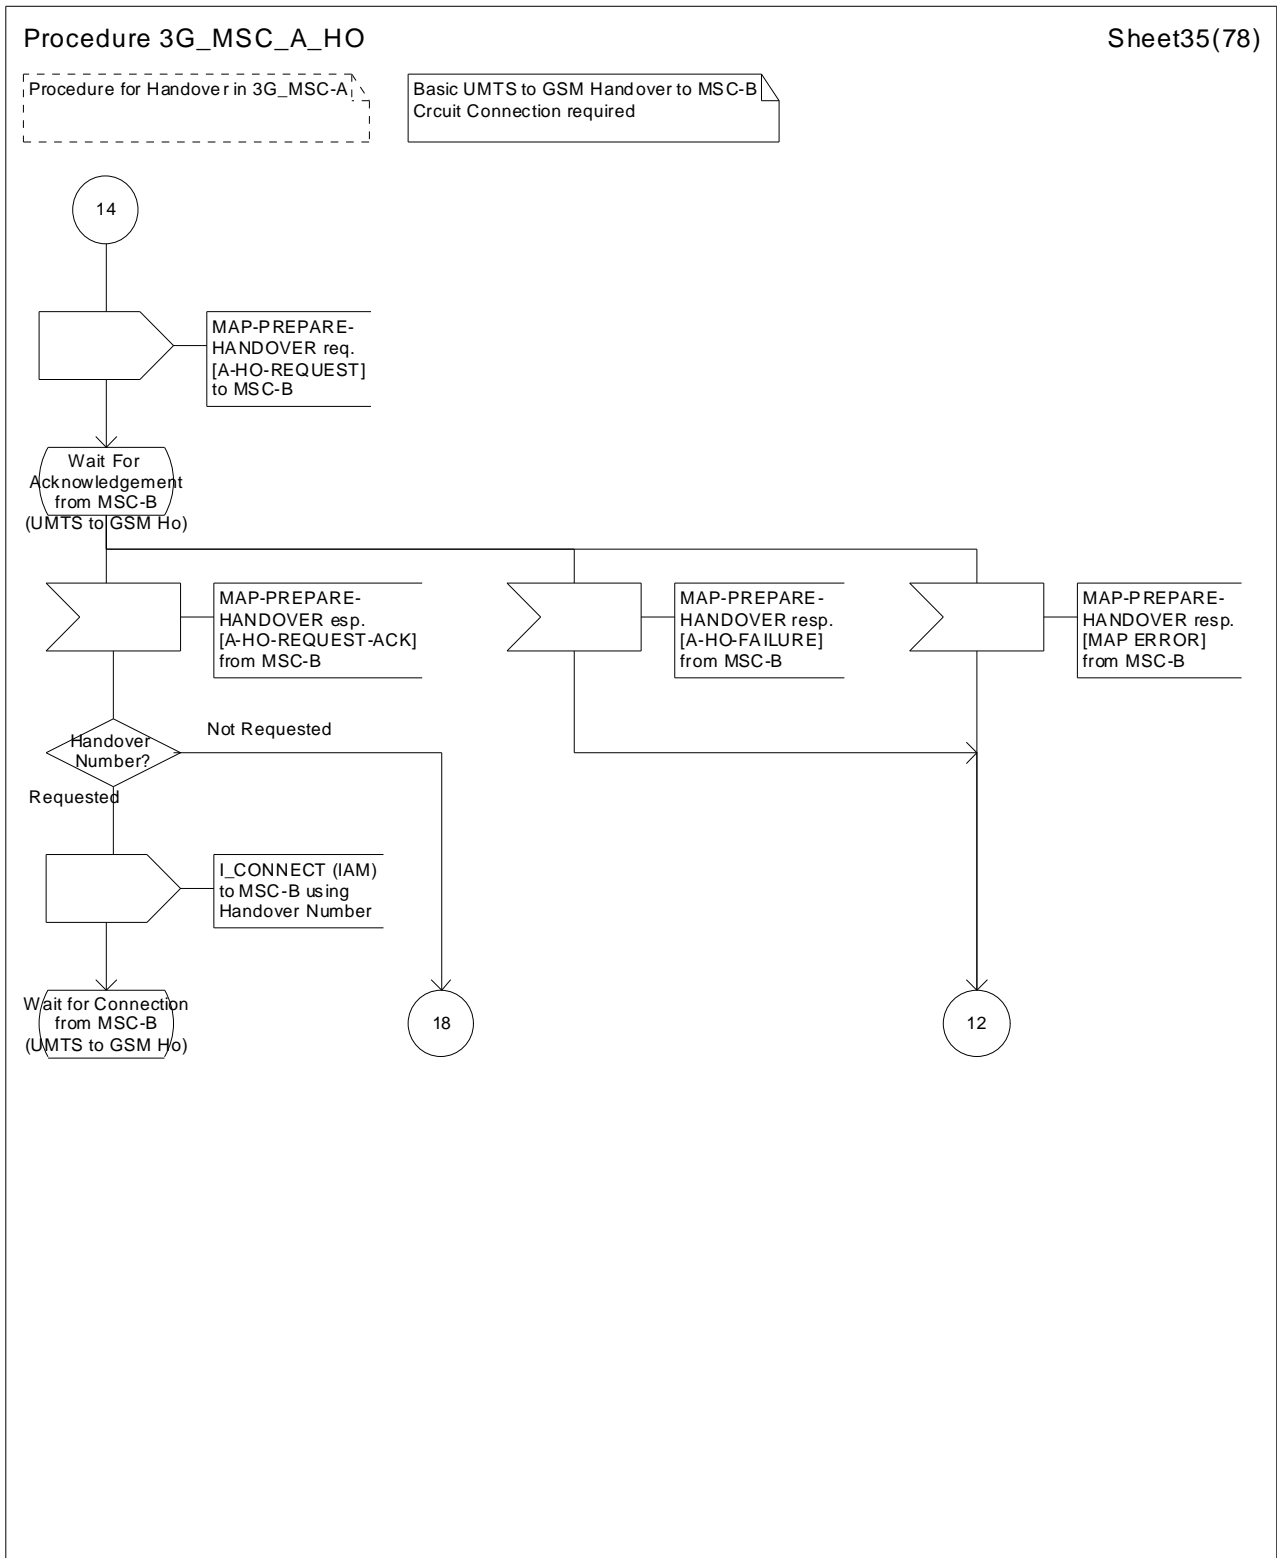 Procedure 3G_MSC_A_HO
Sheet35(78)
Procedure for Handover in 3G_MSC-A
Basic UMTS to GSM Handover to MSC-B
Crcuit Connection required
14
MAP-PREPARE-
HANDOVER req.
[A-HO-REQUEST]
to MSC-B
Wait For
Acknowledgement
from MSC-B
(UMTS to GSM Ho)
MAP-PREPARE-
HANDOVER esp.
[A-HO-REQUEST-ACK]
from MSC-B
MAP-PREPARE-
HANDOVER resp.
[A-HO-FAILURE]
from MSC-B
MAP-PREPARE-
HANDOVER resp.
[MAP ERROR]
from MSC-B
Handover
Number?
Not Requested
Requested
I_CONNECT (IAM)
to MSC-B using
Handover Number
Wait for Connection
from MSC-B
(UMTS to GSM Ho)
18
12